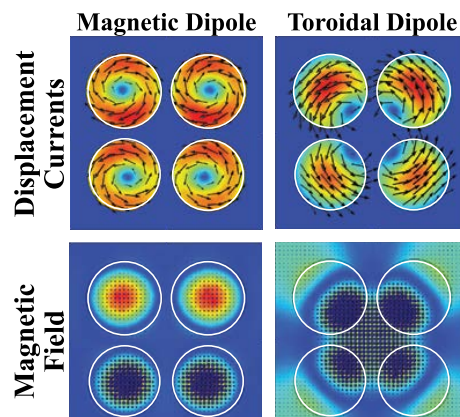 Magnetic Dipole
Toroidal Dipole
Displacement
Currents
Magnetic
Field